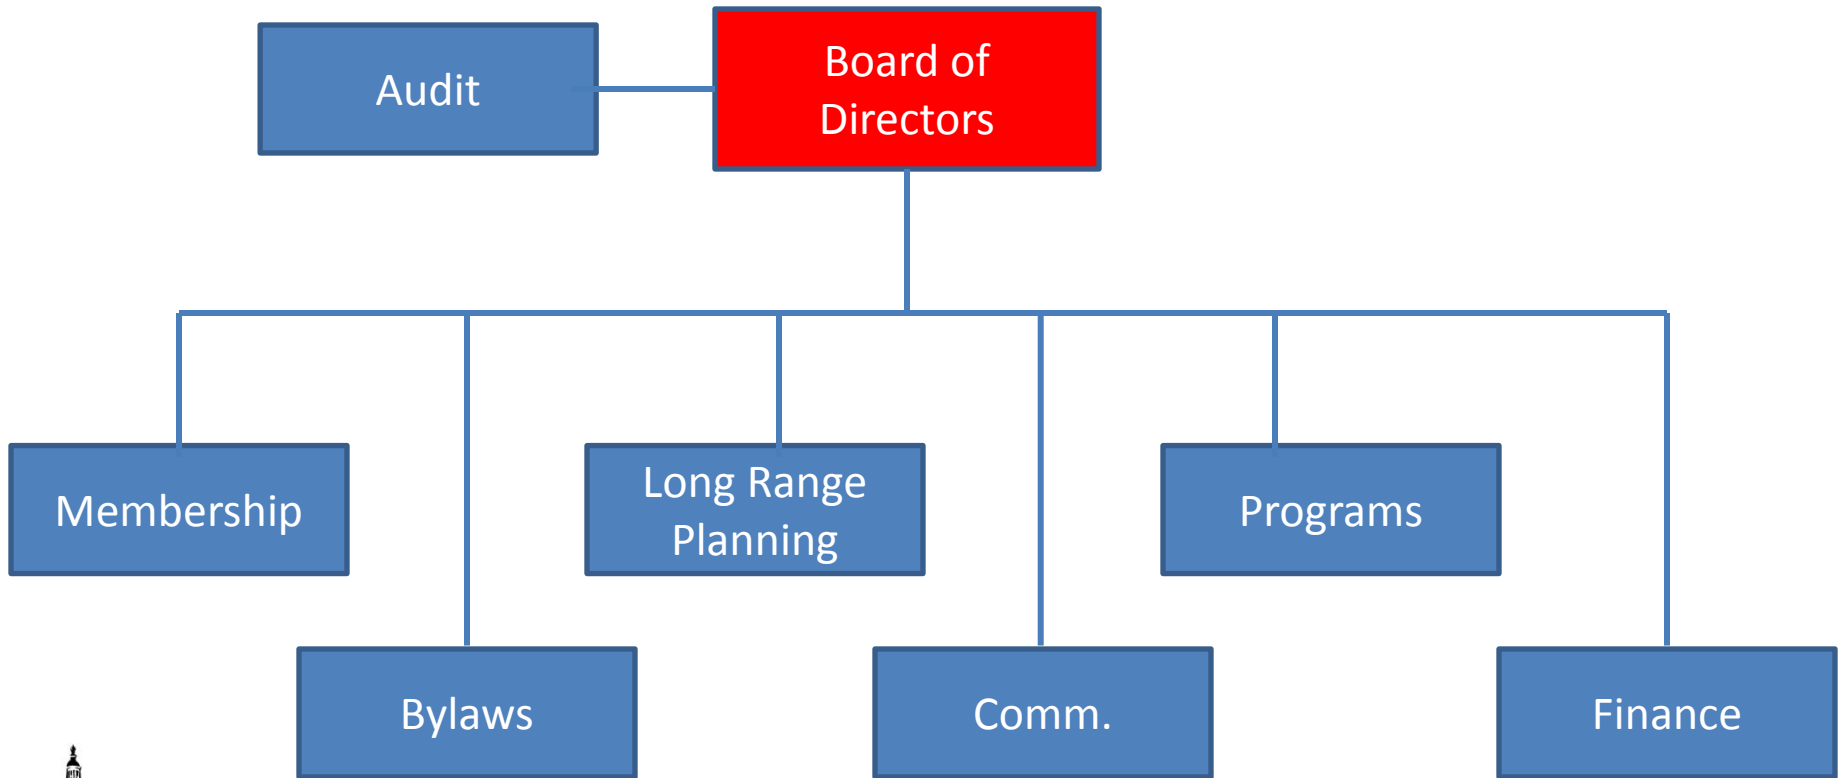 Audit
Board of
Directors
Membership
Long Range
Planning
Programs
Bylaws
Comm.
Finance